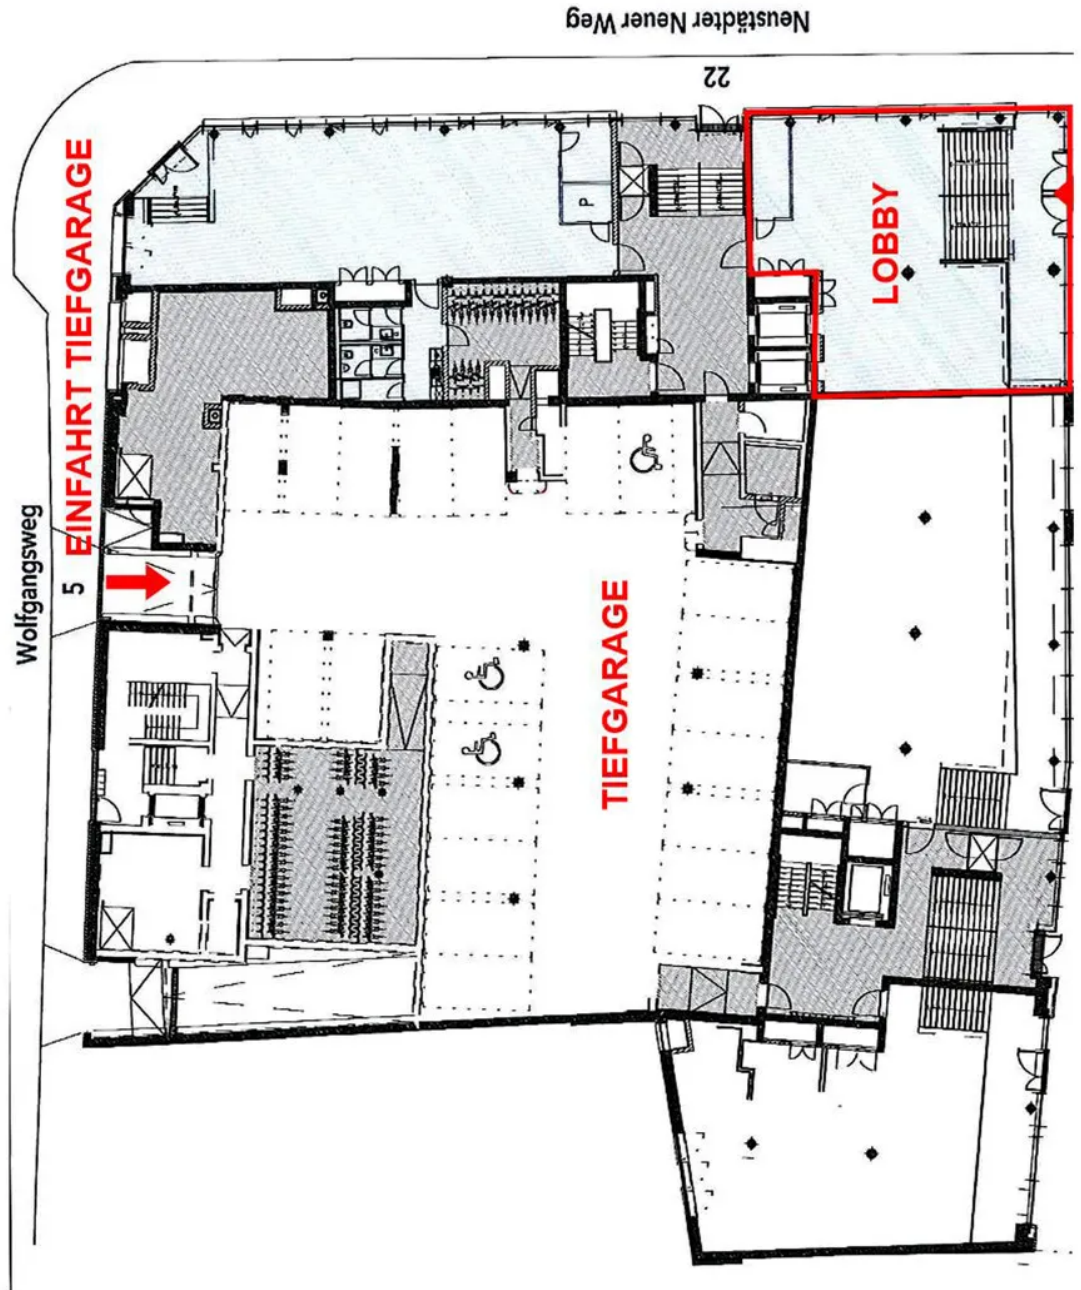 Neustädter Neuer Weg
22
EINFAHRT TIEFGARAGE
LOBBY
P
Wolfgangsweg
5
TIEFGARAGE